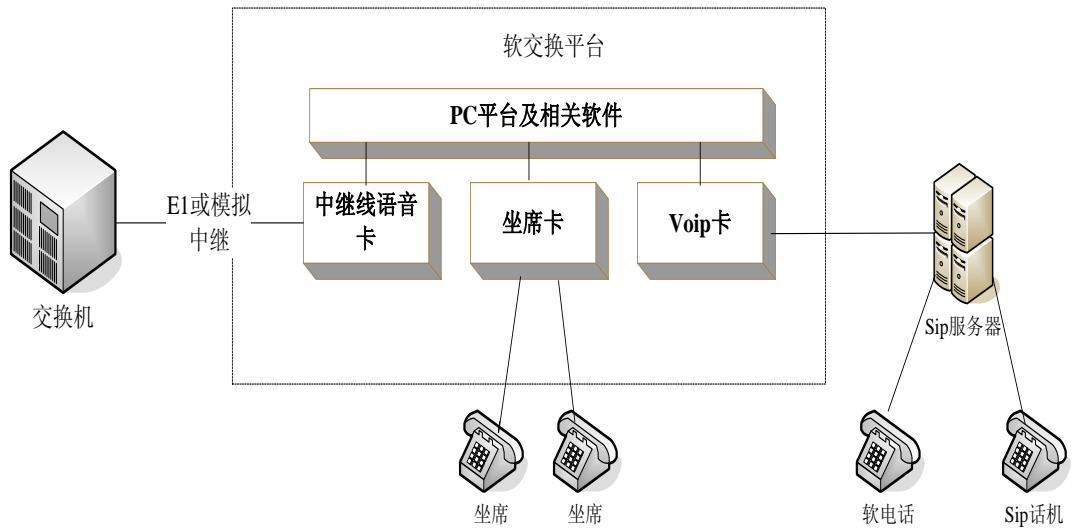 软交换平台
PC平台及相关软件
E1或模拟
中继
中继线语音
卡
坐席卡
Voip卡
交换机
Sip服务器
坐席
坐席
软电话
Sip话机